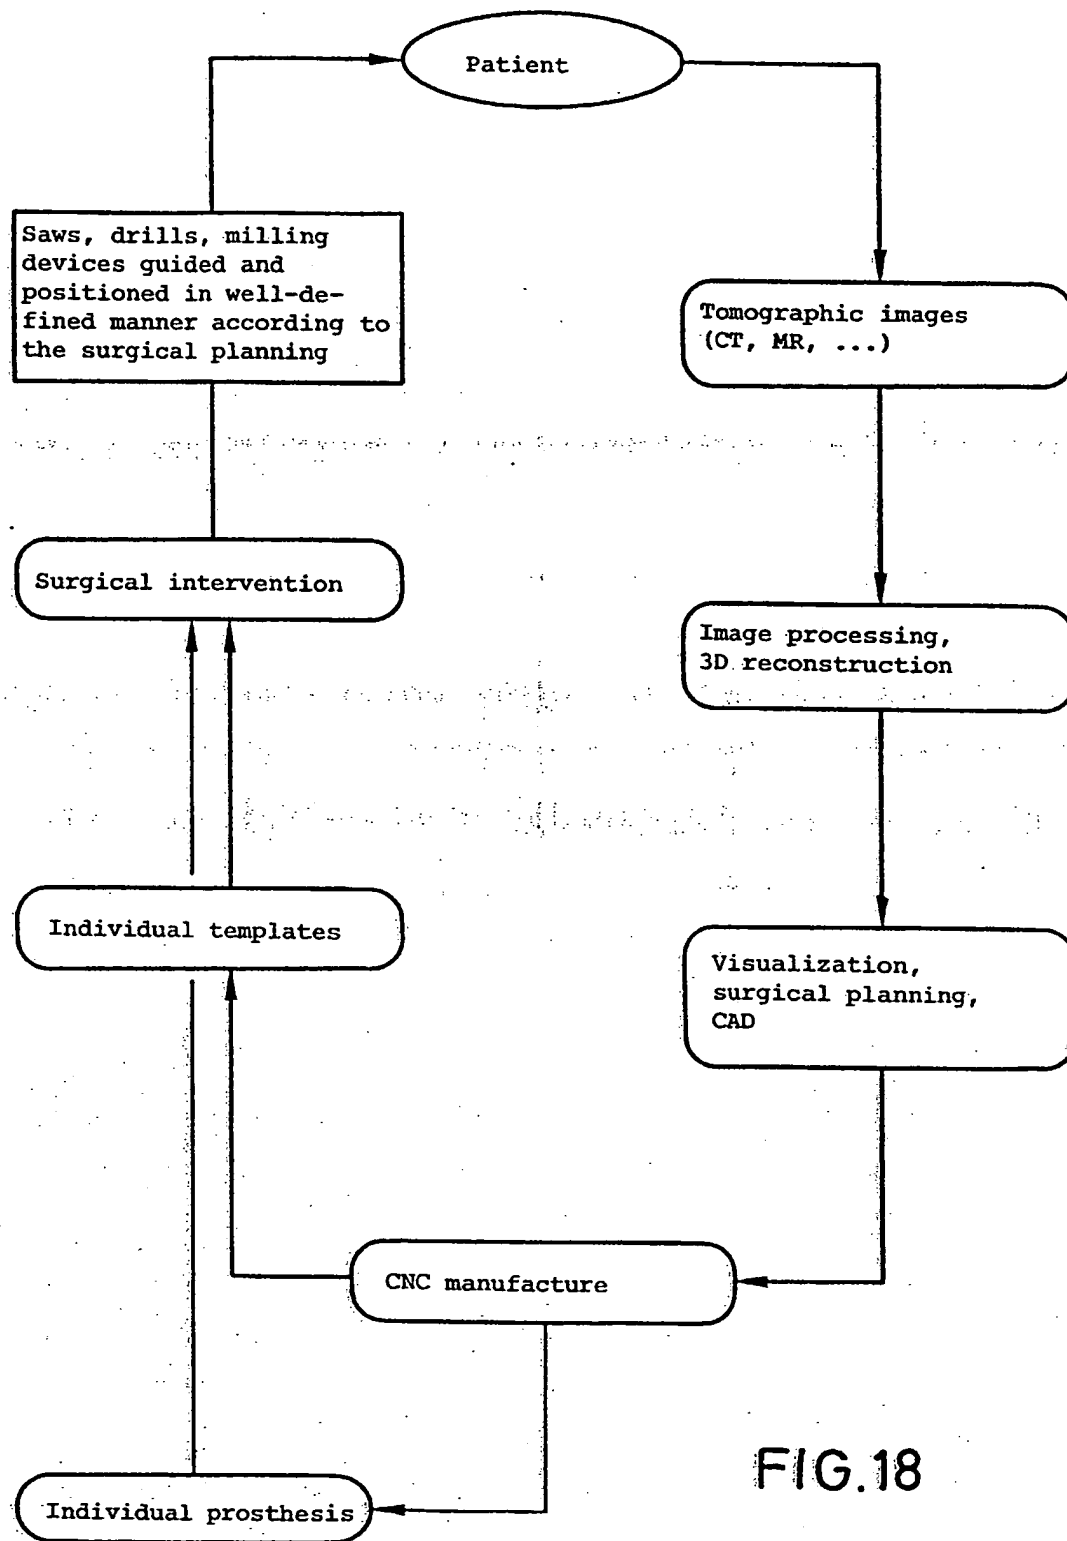 Patient
Saws, drills, milling
devices guided and
positioned in well-de-
fined manner according to
the surgical planning
Tomographic images
(CT, MR, ...)
Surgical intervention
Image processing,
3D reconstruction
Individual templates
Visualization,
surgical planning,
CAD
CNC manufacture
Individual prosthesis
FIG.18